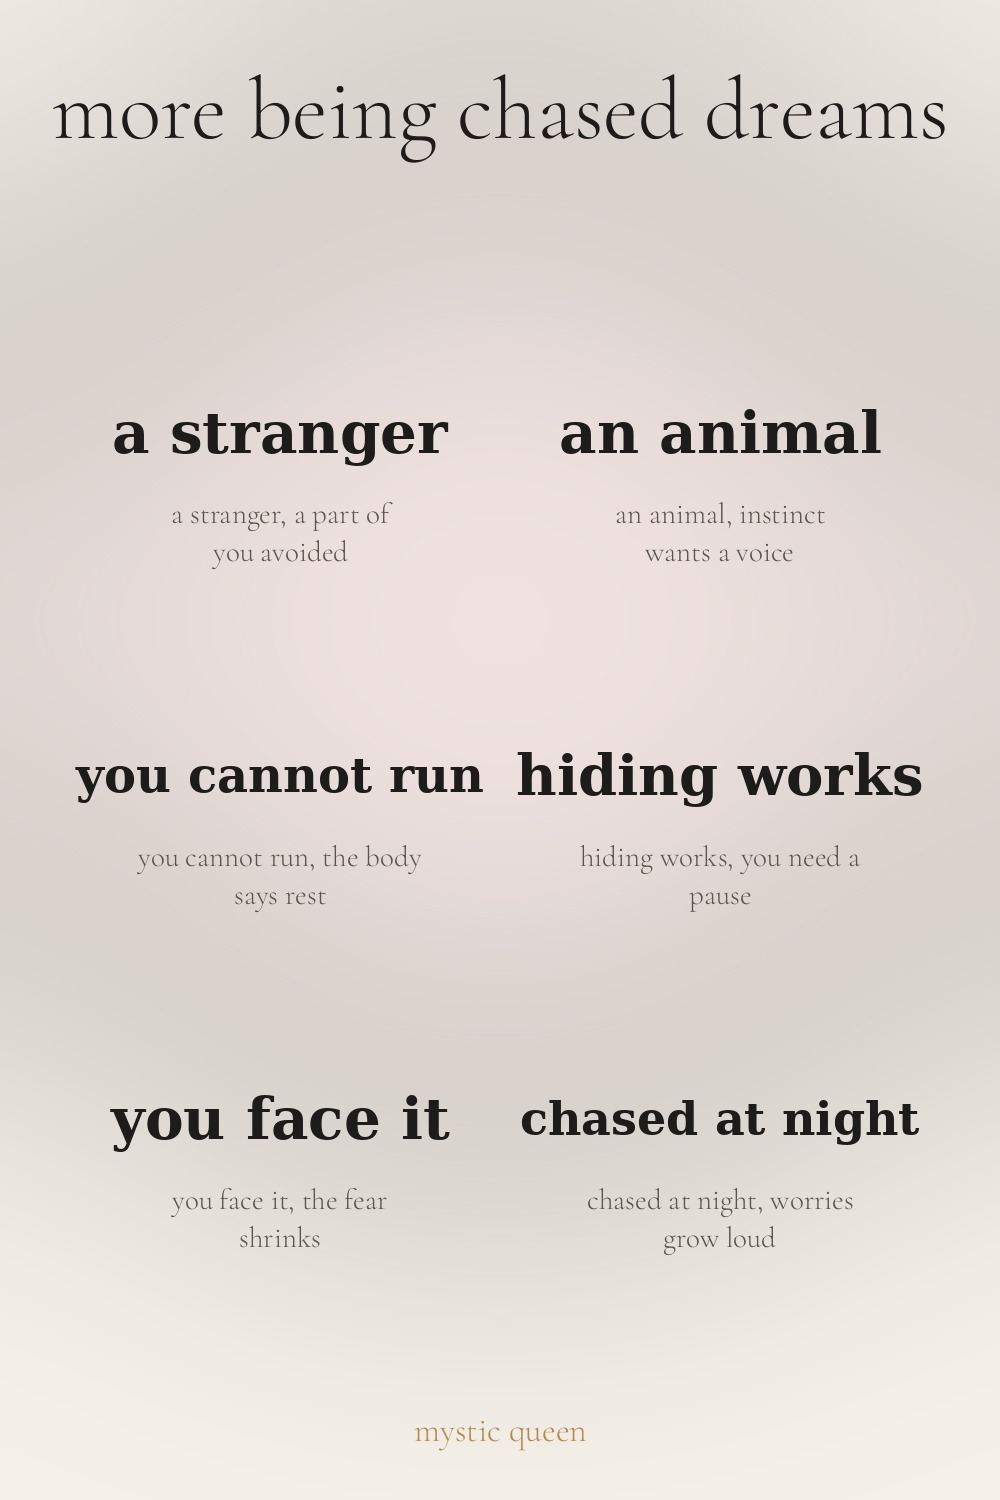 more being chased dreams
a stranger
a stranger, a part of
you avoided
an animal
an animal, instinct
wants a voice
you cannot run
you cannot run, the body
says rest
hiding works
hiding works, you need a
pause
you face it
you face it, the fear
shrinks
chased at night
chased at night, worries
grow loud
mystic queen